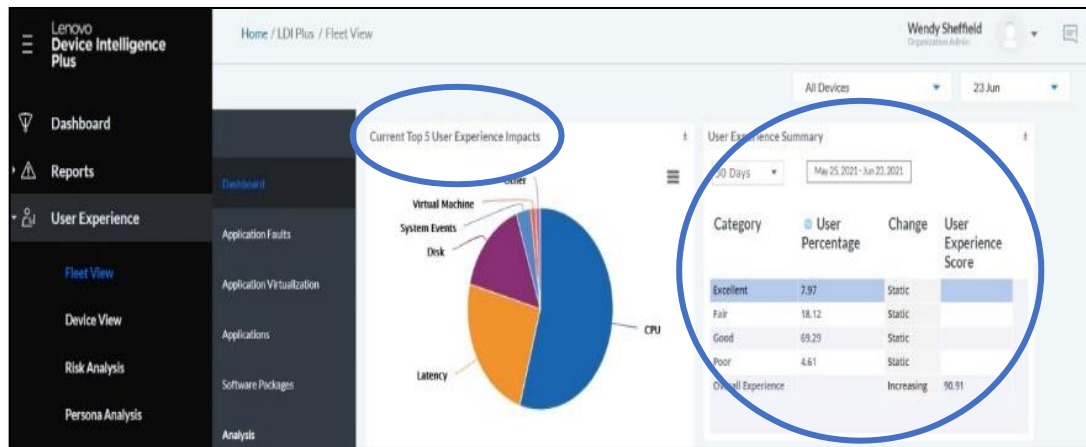 Lenovo
Device Intelligence
Plus
Home / LDI Plus / Fleet View
Wendy Sheffield
Organization Admin
All Devices
23 Jun
Dashboard
Reports
User Experience
Fleet View
Device View
Risk Analysis
Persona Analysis
Dashboard
Application Faults
Application Virtualization
Applications
Software Packages
Analysis
Current Top 5 User Experience Impacts
Other
Virtual Machine
System Events
Disk
Latency
CPU
User Experience Summary
30 Days
May 25, 2021 - Jun 23, 2021
Category
User
Percentage
Change
User
Experience
Score
Excellent 7.97 Static
Fair 18.12 Static
Good 69.29 Static
Poor 4.61 Static
Overall Experience Increasing 90.91